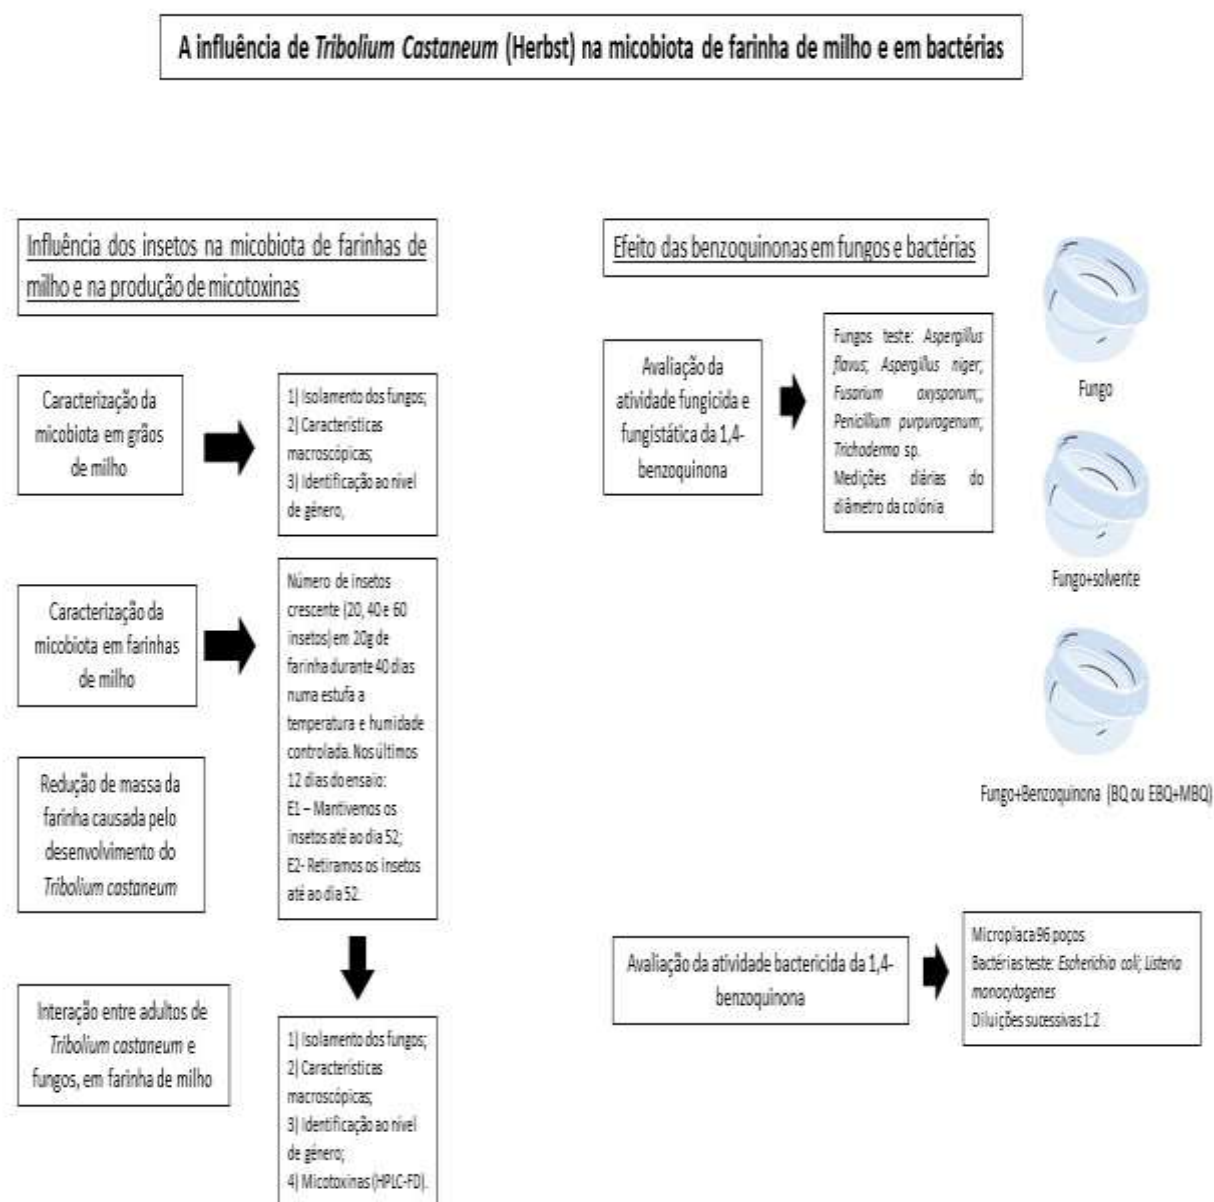 A influência de Tribolium Castaneum (Herbst) na micobiota de farinha de milho e em bactérias
Influência dos insetos na micobiota de farinhas de
milho e na produção de micotoxinas
Caracterização da
micobiota em grãos
de milho
1) Isolamento dos fungos;
2) Características
macroscópicas;
3) Identificação ao nível
de género,
Caracterização da
micobiota em farinhas
de milho
Número de insetos
crescente (20, 40 e 60
insetos) em 20g de
farinha durante 40 dias
numa estufa a
temperatura e humidade
controlada. Nos últimos
12 dias do ensaio:
E1 – Mantivemos os
insetos até ao dia 52;
E2- Retiramos os insetos
até ao dia 52.
Redução de massa da
farinha causada pelo
desenvolvimento do
Tribolium castaneum
Interação entre adultos de
Tribolium castaneum e
fungos, em farinha de milho
1) Isolamento dos fungos;
2) Características
macroscópicas;
3) Identificação ao nível
de género;
4) Micotoxinas (HPLC-FD).
Efeito das benzoquinonas em fungos e bactérias
Avaliação da
atividade fungicida e
fungistática da 1,4-
benzoquinona
Fungos teste: Aspergillus
flavus; Aspergillus niger;
Fusarium oxysporum;;
Penicillium purpuragenum;
Trichoderma sp.
Medições diárias do
diâmetro da colónia
Fungo
Fungo+solvente
Fungo+Benzoquinona (BQ ou EBQ+MBQ)
Avaliação da atividade bactericida da 1,4-
benzoquinona
Microplaca 96 poços
Bactérias teste: Escherichia coli; Listeria
monocytogenes
Diluições sucessivas 1:2